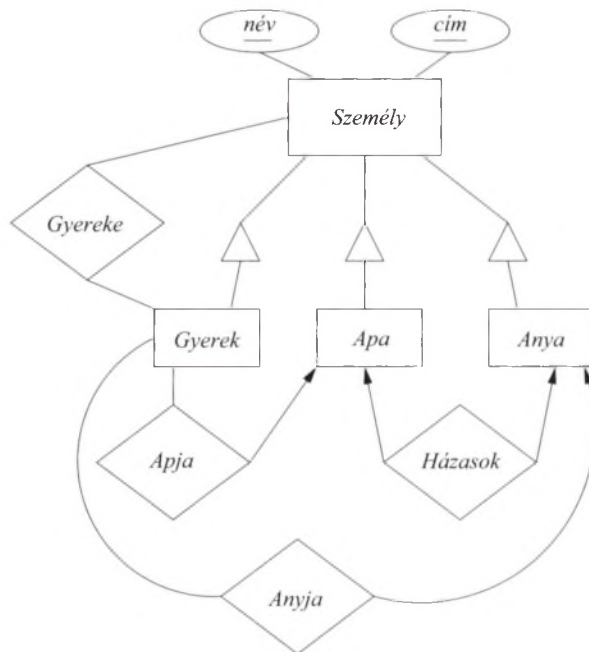 név
cím
Személy
Gyereke
Gyerek
Apa
Anya
Apja
Házasok
Anyja